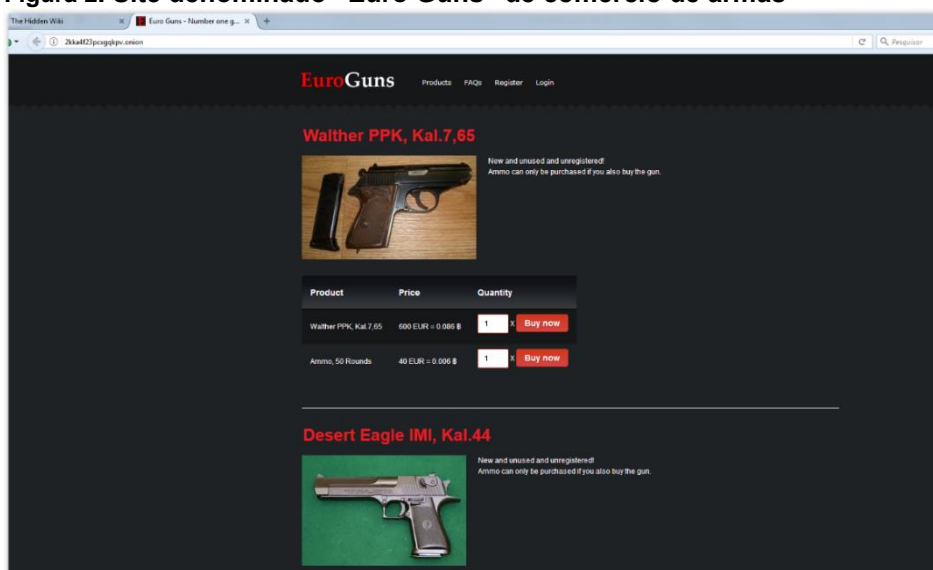 Figura 2: Site denominado "Euro Guns" de comércio de armas
The Hidden Wiki
Euro Guns - Number one g...
Pesquisar
EuroGuns Products FAQs Register Login
Walther PPK, Kal.7,65
New and unused and unregistered!
Ammo can only be purchased if you also buy the gun.
Product Price Quantity
Walther PPK, Kal.7,65 600 EUR = 0.086 ฿ 1 X Buy now
Ammo, 50 Rounds 40 EUR = 0.006 ฿ 1 X Buy now
Desert Eagle IMI, Kal.44
New and unused and unregistered!
Ammo can only be purchased if you also buy the gun.